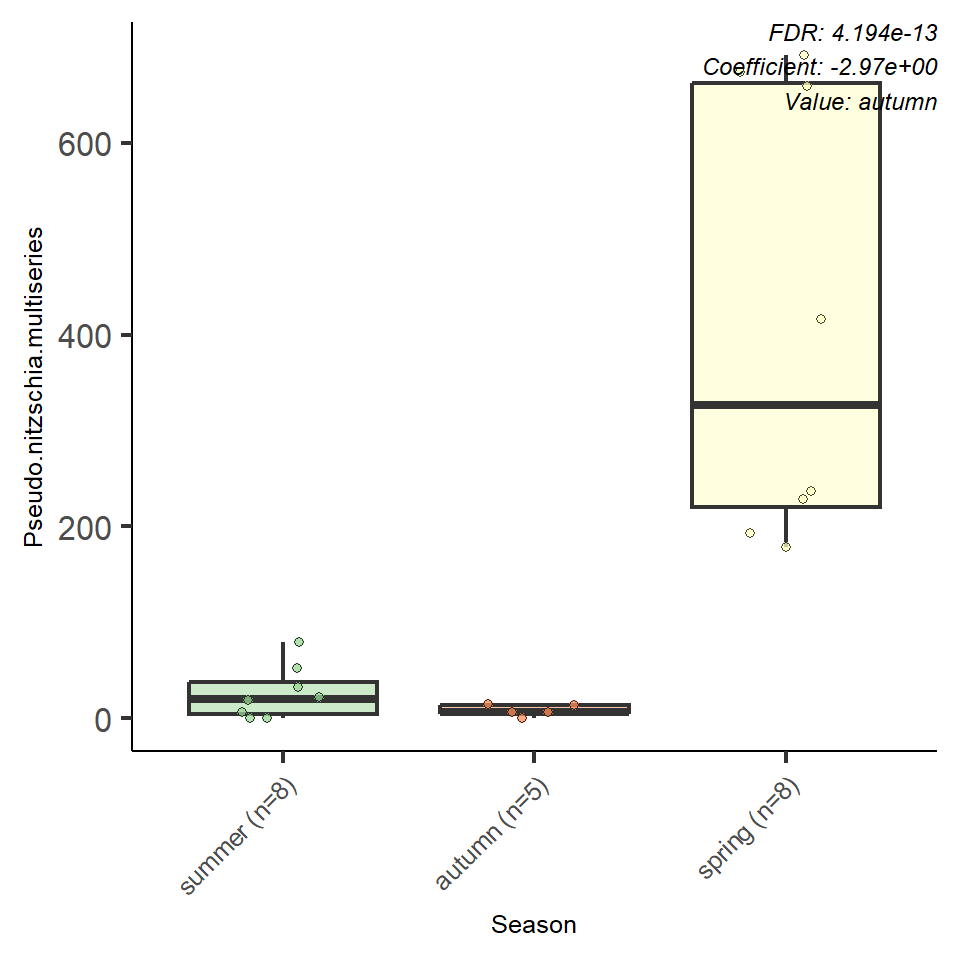 FDR: 4.194e-13
Coefficient: -2.97e+00
Value: autumn
600
400
200
0
Pseudo.nitzschia.multiseries
summer (n=8)
autumn (n=5)
spring (n=8)
Season